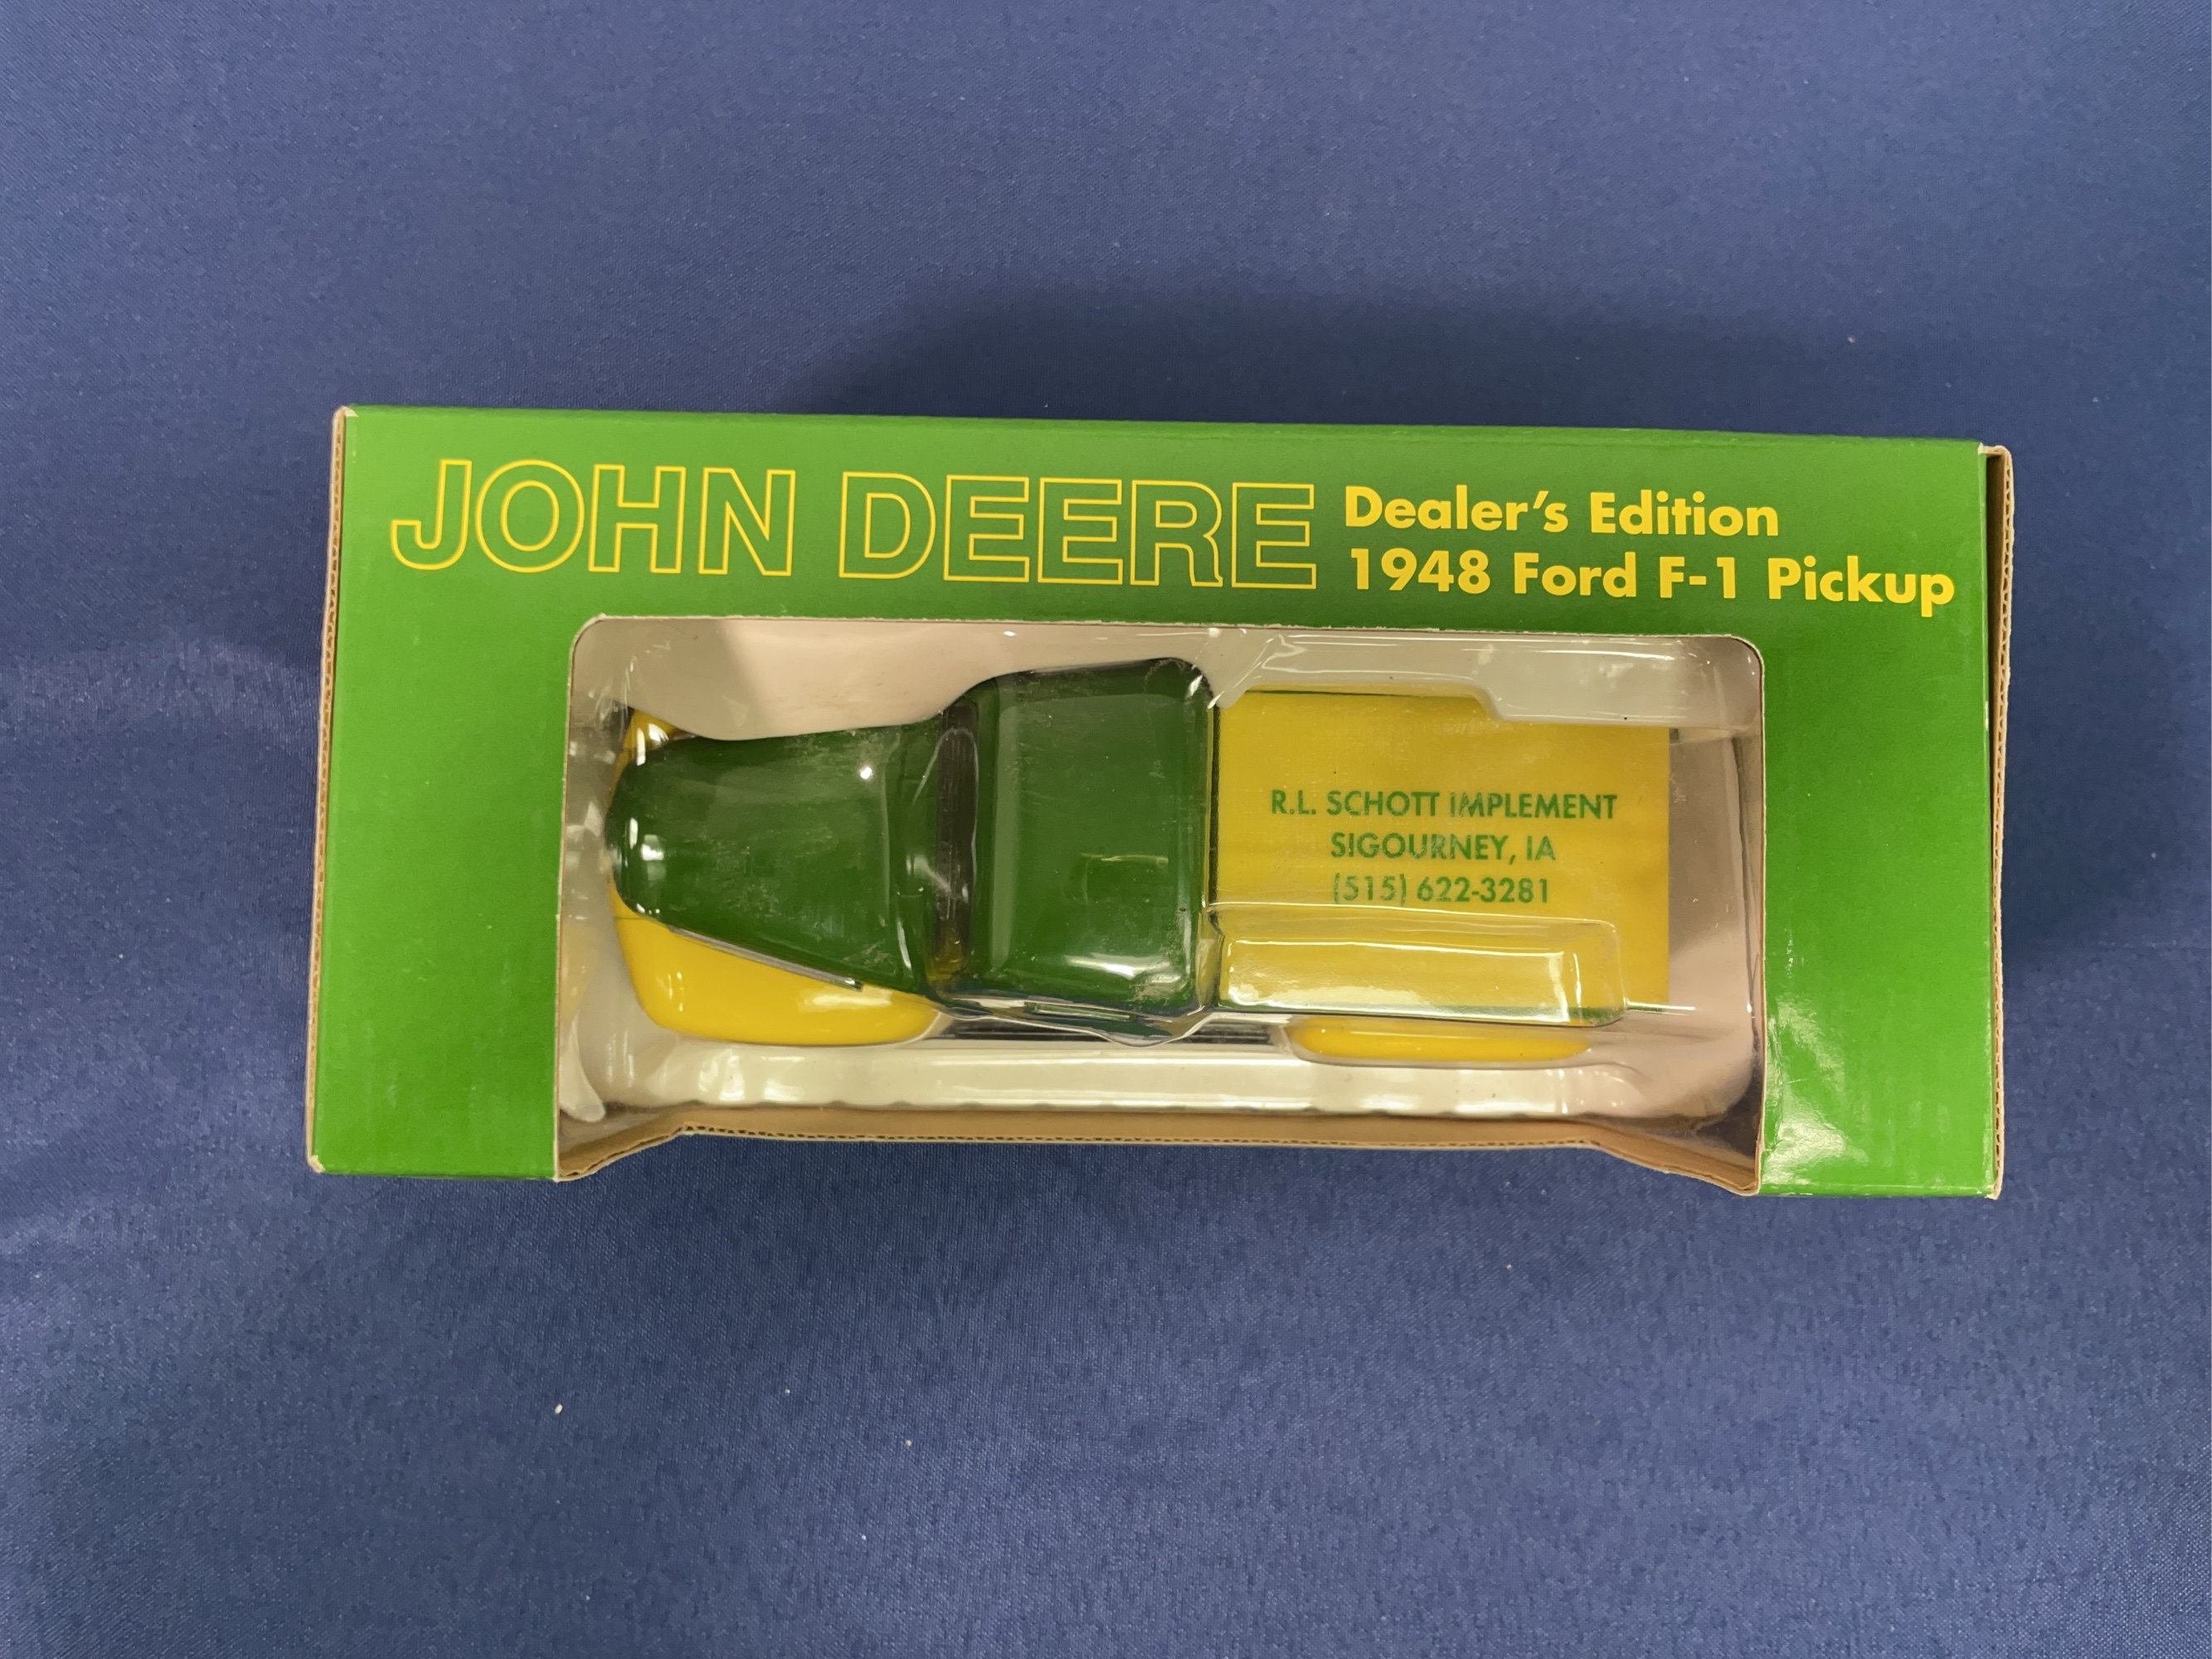 JOHN DEERE
Dealer's Edition
1948 Ford F-1 Pickup
R.L. SCHOTT IMPLEMENT
SIGOURNEY, IA
(515) 622-3281